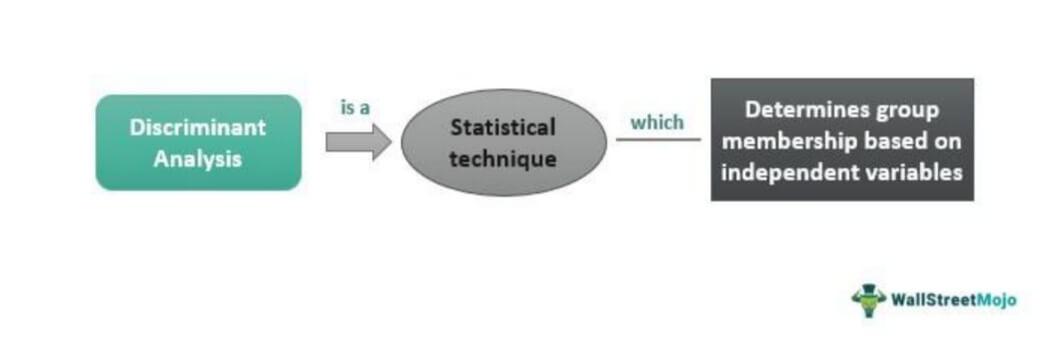 Discriminant
Analysis
is a
Statistical
technique
which
Determines group
membership based on
independent variables
WallStreetMojo